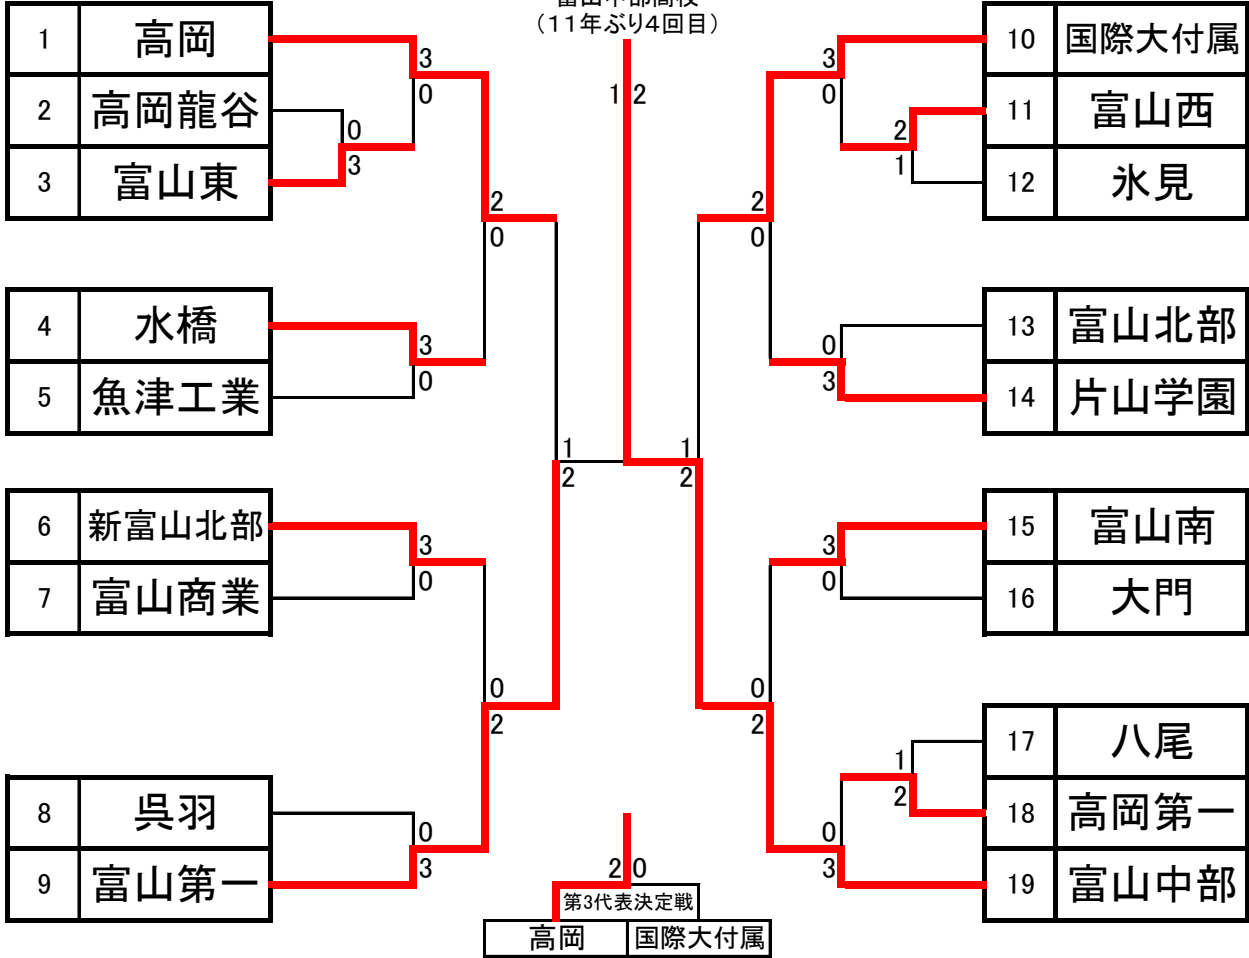 富山中部高校
（11年ぶり4回目）
1 2
1 高岡
2 高岡龍谷
3 富山東
3
0
0
3
2
0
4 水橋
5 魚津工業
3
0
1
2
6 新富山北部
7 富山商業
3
0
0
2
8 呉羽
9 富山第一
0
3
10 国際大付属
11 富山西
12 氷見
3
0
2
1
2
0
13 富山北部
14 片山学園
0
3
1
2
15 富山南
16 大門
3
0
0
2
17 八尾
18 高岡第一
19 富山中部
1
2
0
3
2 0
第3代表決定戦
高岡 国際大付属